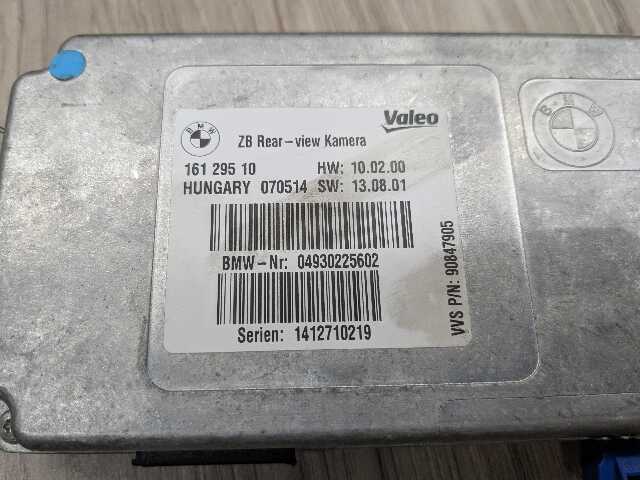 BMW
Valeo
ZB Rear-view Kamera
161 295 10 HW: 10.02.00
HUNGARY 070514 SW: 13.08.01
BMW-Nr: 04930225602
Serien: 1412710219
VVS P/N: 90847905
BMW